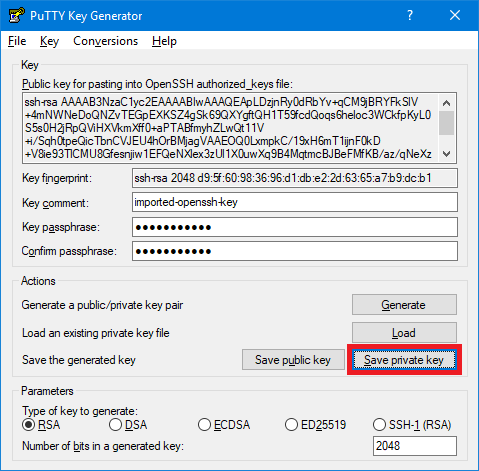 PuTTY Key Generator
File Key Conversions Help
Key
Public key for pasting into OpenSSH authorized_keys file:
ssh-rsa AAAAB3NzaC1yc2EAAAABIwAAAQEApLDzjnRy0dRbYv+qCM9jBRYFkSlV
+4mNWNeDoQNZvTEGpEXKSZ4gSk69QXYgftQH1T59fcdQoqs6heloc3WCkfpKyL0
S5s0H2jRpQViHXVkmXff0+aPTABfmyhZLwQt11V
+i/Sqh0tpeQicTbnCVJEU4hOrBMjagVAAEOQ0LxmpkC/19xH6mT1ijnF0kD
+V8ie93TlCMU8Gfesnjiw1EFQeNXlex3zUI1X0uwXq9B4MqtmcBJBeFMfKB/az/qNeXz
Key fingerprint: ssh-rsa 2048 d9:5f:60:98:36:96:d1:db:e2:2d:63:65:a7:b9:dc:b1
Key comment: imported-openssh-key
Key passphrase: ●●●●●●●●●●●
Confirm passphrase: ●●●●●●●●●●●
Actions
Generate a public/private key pair Generate
Load an existing private key file Load
Save the generated key Save public key Save private key
Parameters
Type of key to generate:
RSA DSA ECDSA ED25519 SSH-1 (RSA)
Number of bits in a generated key: 2048